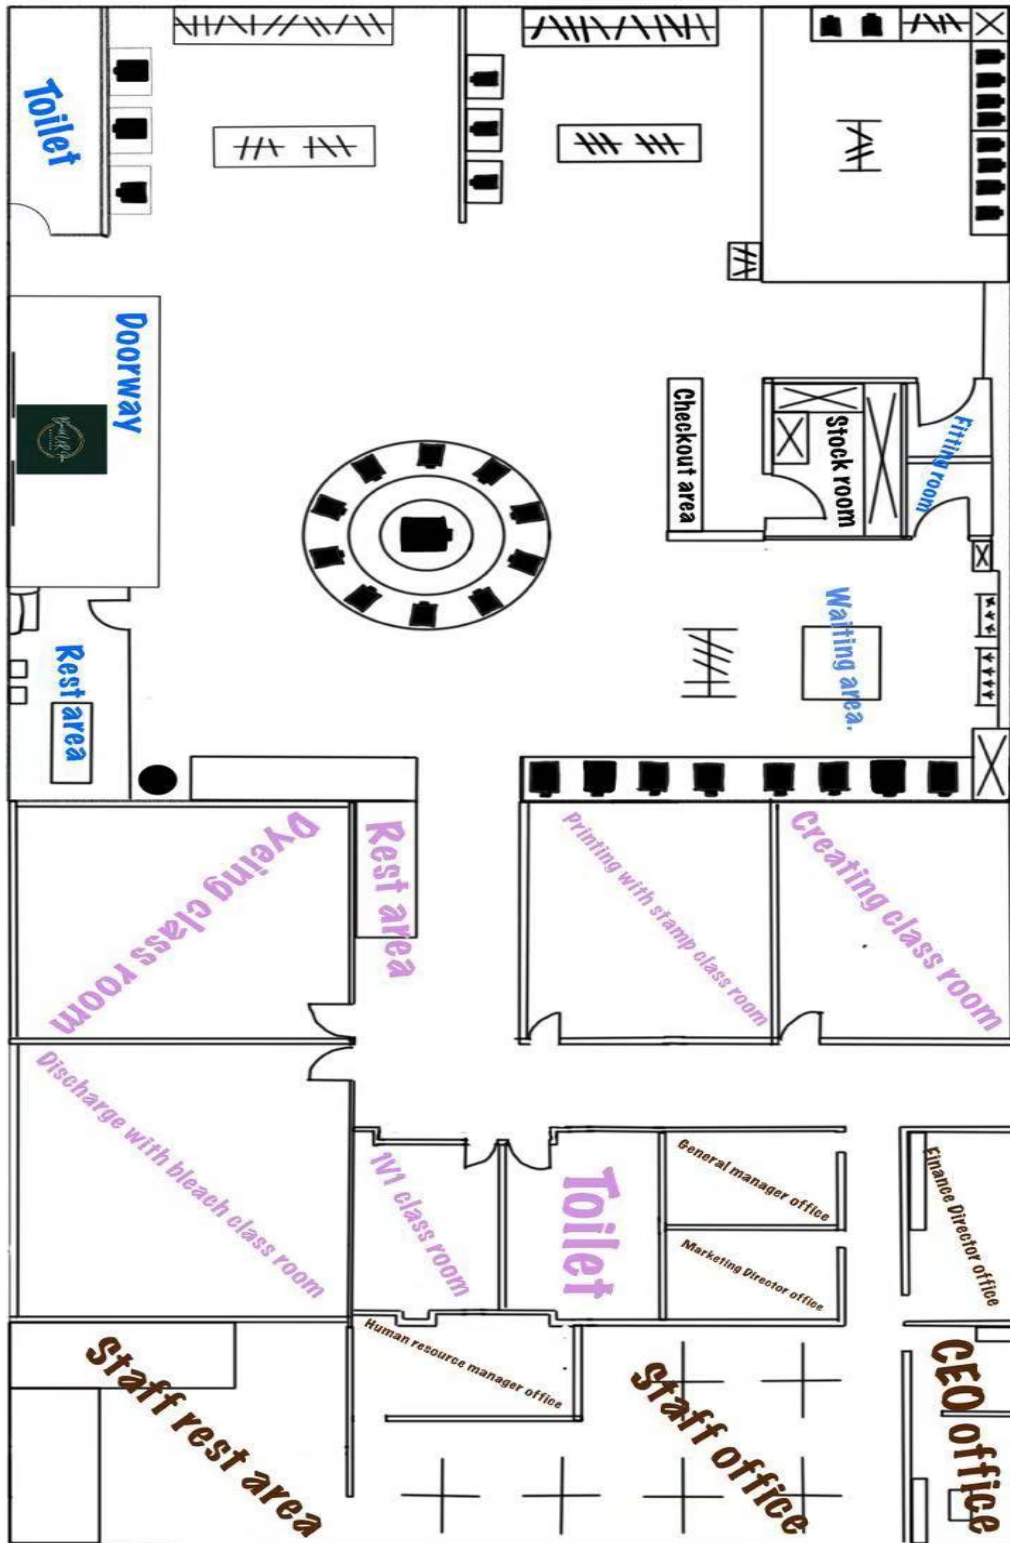 Toilet
Doorway
Checkout area
Stock room
Fitting room
Rest area
Waiting area.
Dyeing class room
Rest area
printing with stamp class room
Creating class room
Discharge with bleach class room
1V1 class room
Toilet
General manager office
Marketing Director office
Finance Director office
Human resource manager office
Staff rest area
Staff office
CEO office